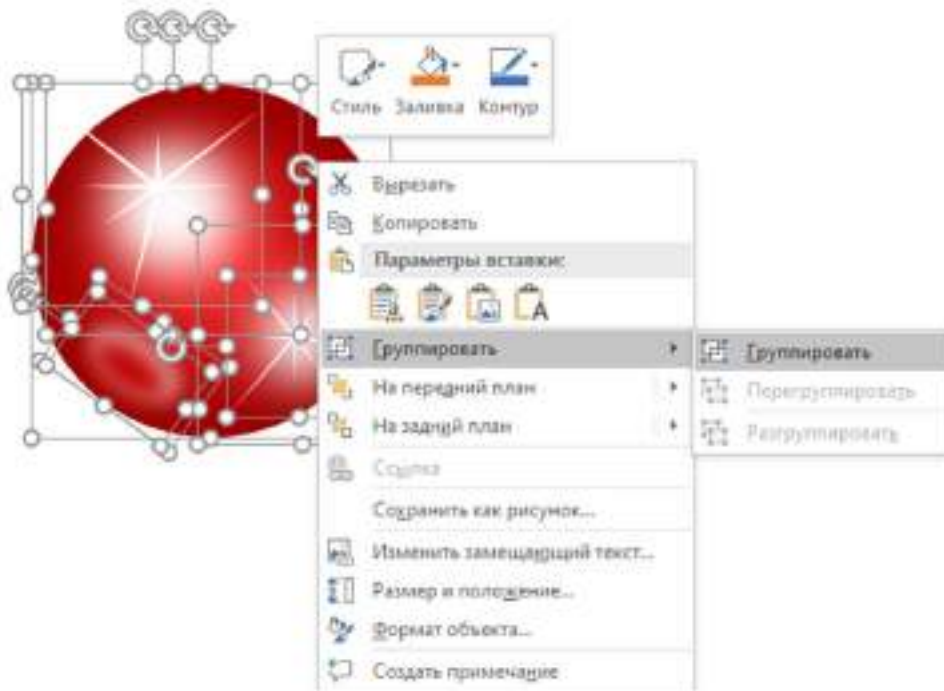 Стиль Заливка Контур
Вырезать
Копировать
Параметры вставки:
Группировать
Группировать
На передний план
Перегруппировать
На задний план
Разгруппировать
Ссылка
Сохранить как рисунок...
Изменить замещающий текст...
Размер и положение...
Формат объекта...
Создать примечание